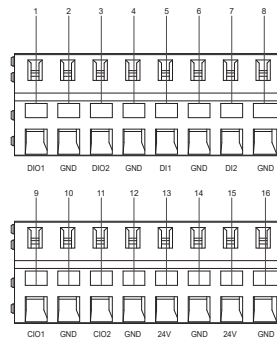 1 2 3 4 5 6 7 8
DIO1 GND DIO2 GND DI1 GND DI2 GND
9 10 11 12 13 14 15 16
CIO1 GND CIO2 GND 24V GND 24V GND